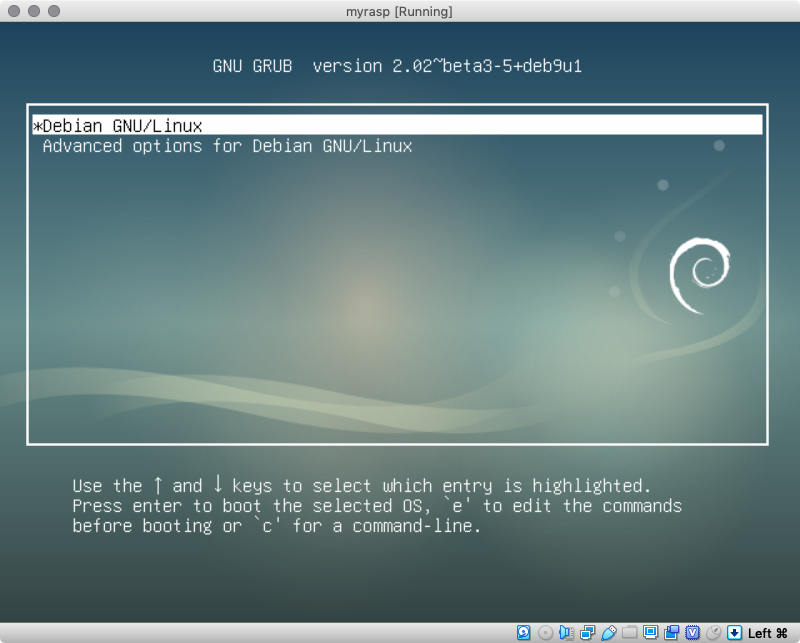 myrasp [Running]
GNU GRUB  version 2.02~beta3-5+deb9u1
*Debian GNU/Linux
Advanced options for Debian GNU/Linux
Use the ↑ and ↓ keys to select which entry is highlighted.
Press enter to boot the selected OS, `e' to edit the commands
before booting or `c' for a command-line.
Left ⌘